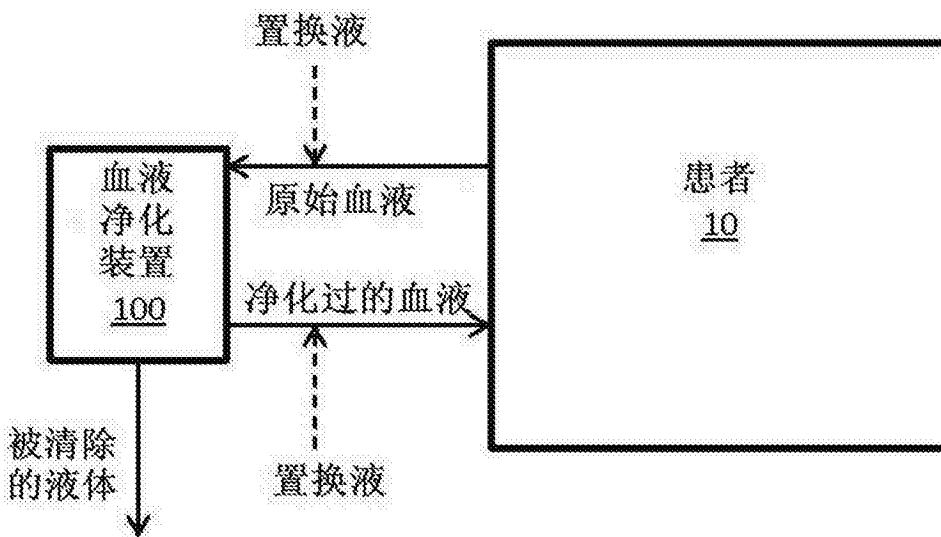 置换液
血液
净化
装置
100
原始血液
患者
10
净化过的血液
被清除
的液体
置换液